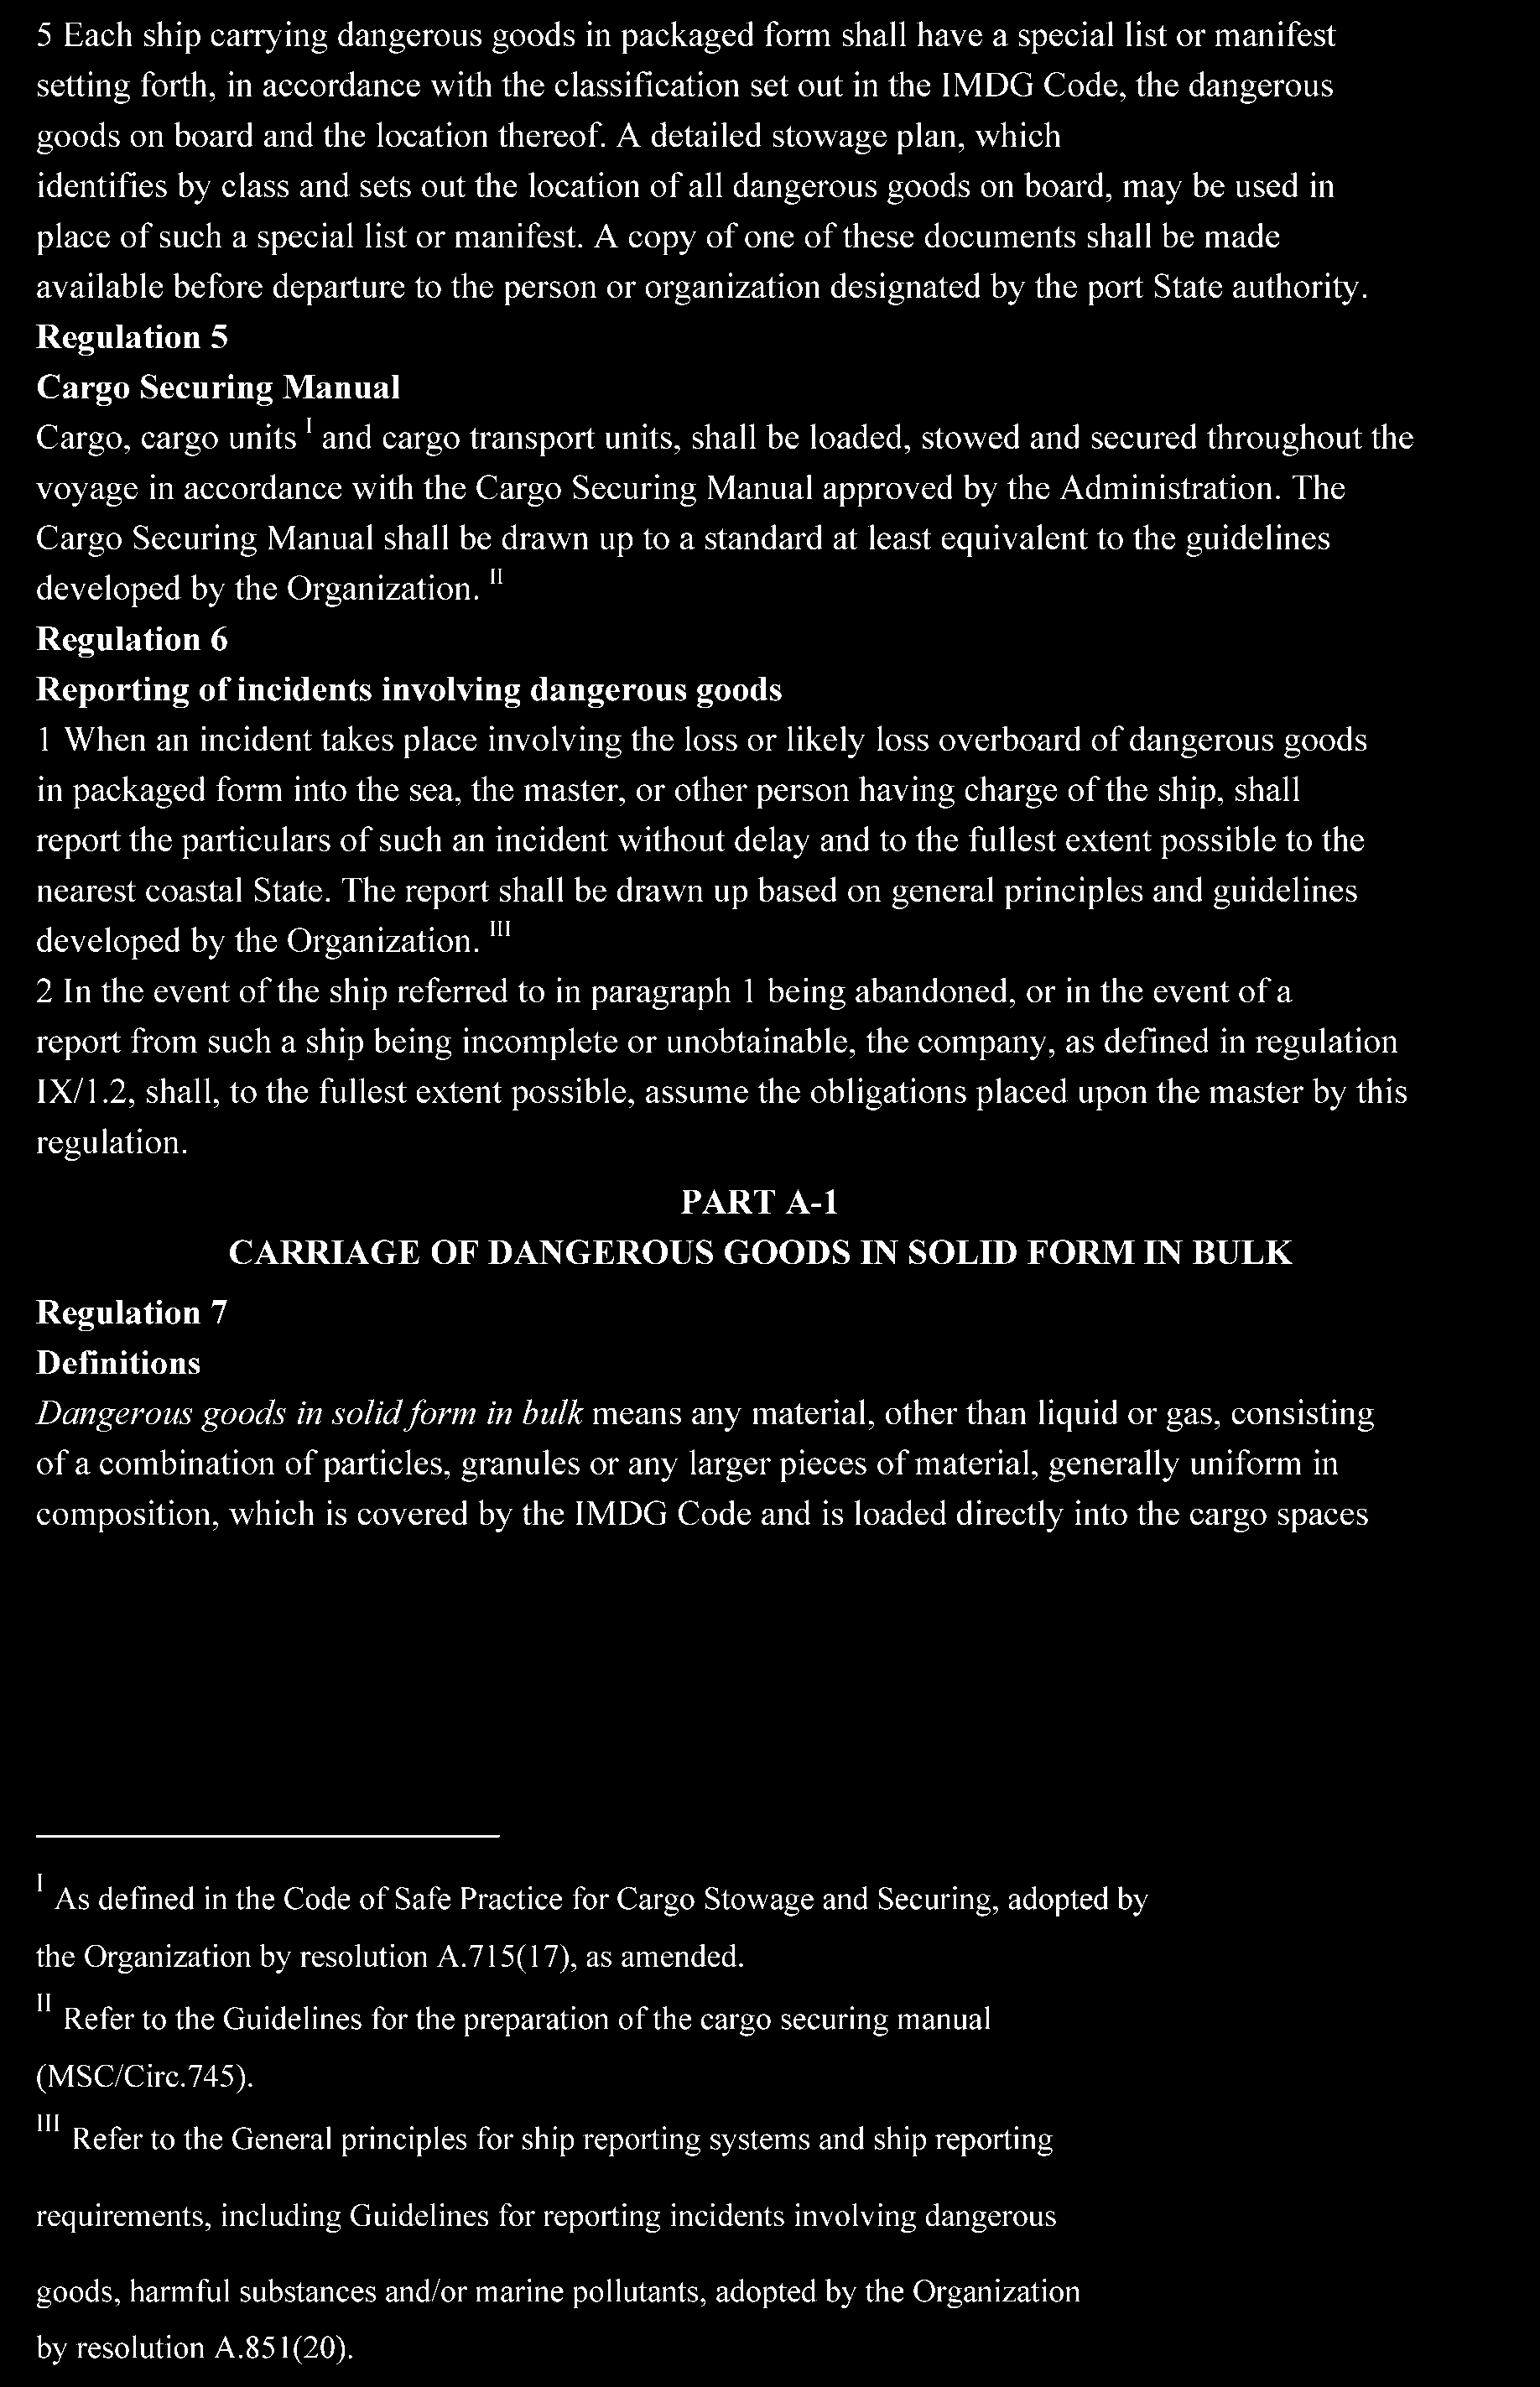 5 Each ship carrying dangerous goods in packaged form shall have a special list or manifest
setting forth, in accordance with the classification set out in the IMDG Code, the dangerous
goods on board and the location thereof. A detailed stowage plan, which
identifies by class and sets out the location of all dangerous goods on board, may be used in
place of such a special list or manifest. A copy of one of these documents shall be made
available before departure to the person or organization designated by the port State authority.
Regulation 5
Cargo Securing Manual
Cargo, cargo units I and cargo transport units, shall be loaded, stowed and secured throughout the
voyage in accordance with the Cargo Securing Manual approved by the Administration. The
Cargo Securing Manual shall be drawn up to a standard at least equivalent to the guidelines
developed by the Organization. II
Regulation 6
Reporting of incidents involving dangerous goods
1 When an incident takes place involving the loss or likely loss overboard of dangerous goods
in packaged form into the sea, the master, or other person having charge of the ship, shall
report the particulars of such an incident without delay and to the fullest extent possible to the
nearest coastal State. The report shall be drawn up based on general principles and guidelines
developed by the Organization. III
2 In the event of the ship referred to in paragraph 1 being abandoned, or in the event of a
report from such a ship being incomplete or unobtainable, the company, as defined in regulation
IX/1.2, shall, to the fullest extent possible, assume the obligations placed upon the master by this
regulation.
PART A-1
CARRIAGE OF DANGEROUS GOODS IN SOLID FORM IN BULK
Regulation 7
Definitions
Dangerous goods in solid form in bulk means any material, other than liquid or gas, consisting
of a combination of particles, granules or any larger pieces of material, generally uniform in
composition, which is covered by the IMDG Code and is loaded directly into the cargo spaces
I As defined in the Code of Safe Practice for Cargo Stowage and Securing, adopted by
the Organization by resolution A.715(17), as amended.
II Refer to the Guidelines for the preparation of the cargo securing manual
(MSC/Circ.745).
III Refer to the General principles for ship reporting systems and ship reporting
requirements, including Guidelines for reporting incidents involving dangerous
goods, harmful substances and/or marine pollutants, adopted by the Organization
by resolution A.851(20).